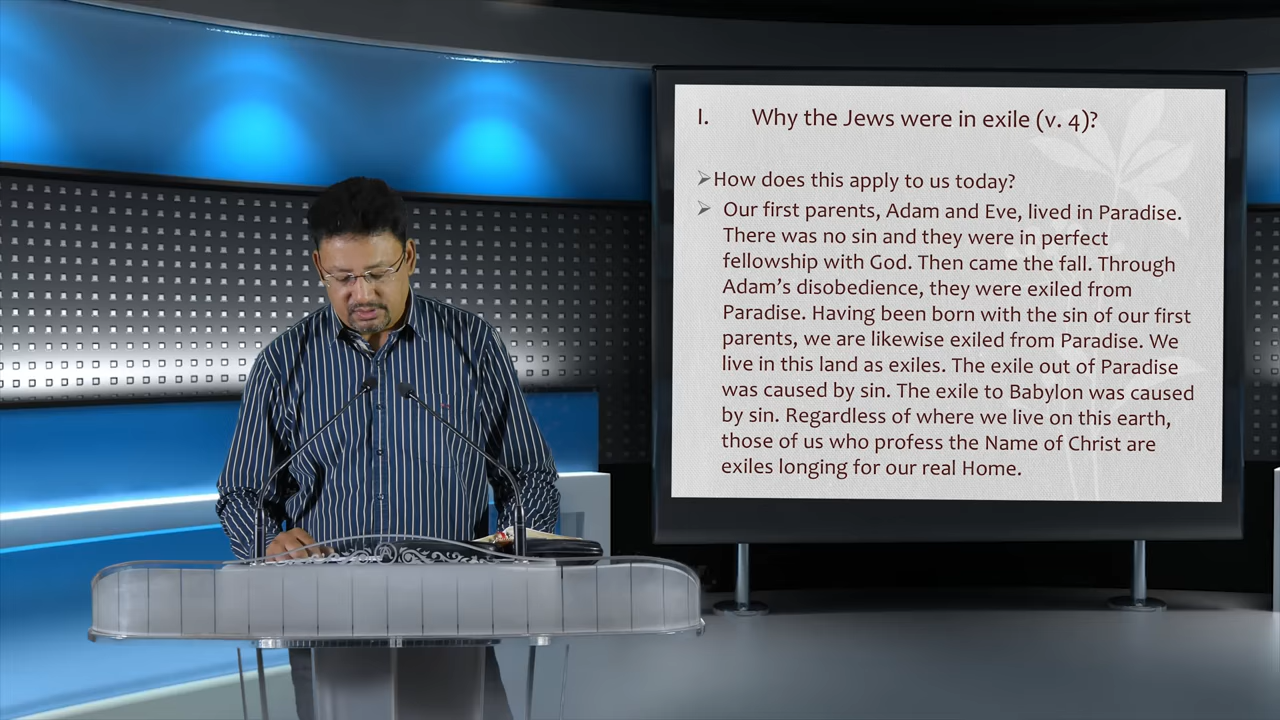 I. Why the Jews were in exile (v. 4)?
➢How does this apply to us today?
➢ Our first parents, Adam and Eve, lived in Paradise.
There was no sin and they were in perfect
fellowship with God. Then came the fall. Through
Adam's disobedience, they were exiled from
Paradise. Having been born with the sin of our first
parents, we are likewise exiled from Paradise. We
live in this land as exiles. The exile out of Paradise
was caused by sin. The exile to Babylon was caused
by sin. Regardless of where we live on this earth,
those of us who profess the Name of Christ are
exiles longing for our real Home.